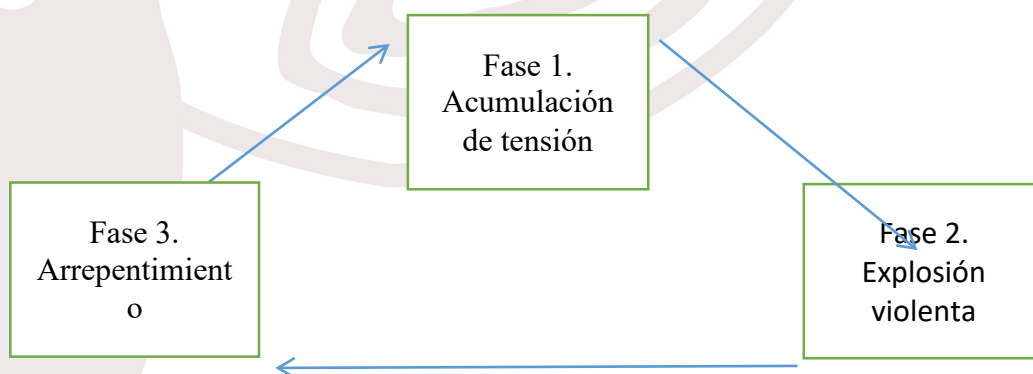 Fase 1.
Acumulación
de tensión
Fase 2.
Explosión
violenta
Fase 3.
Arrepentimient
o